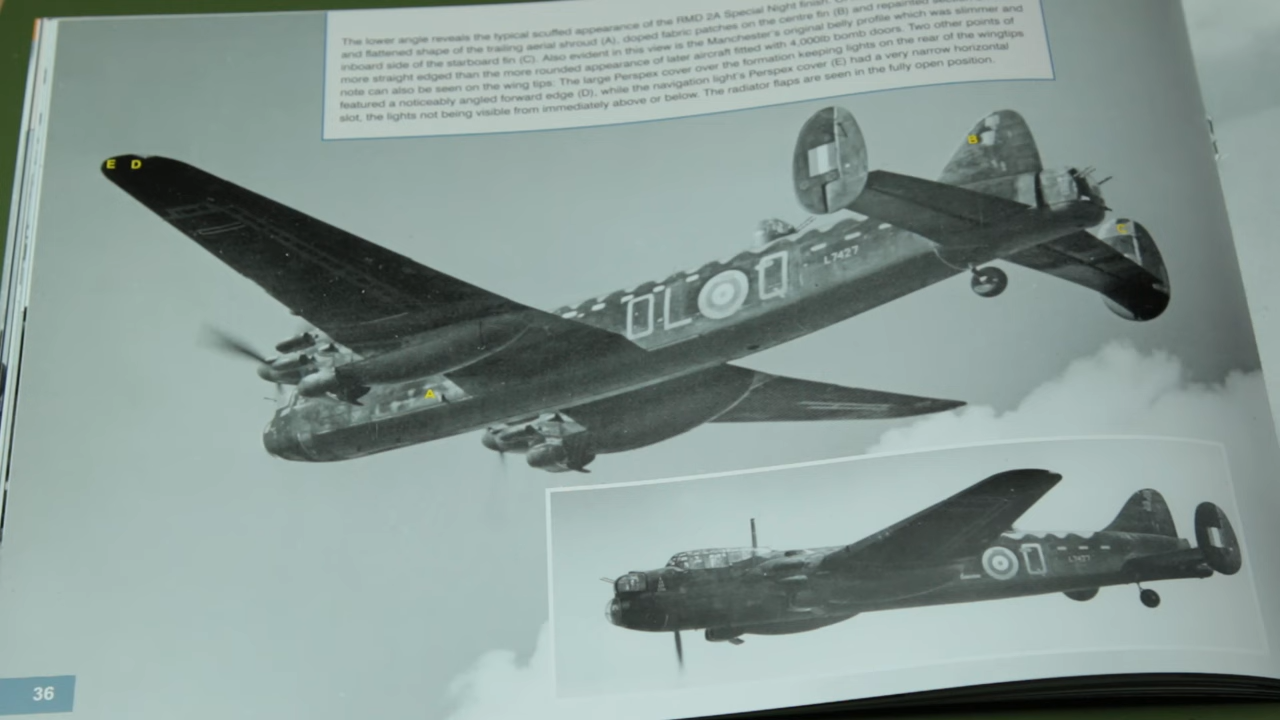 The lower angle reveals the typical scuffed appearance of the RMD 2A Special Night finish.
and flattened shape of the trailing aerial shroud (A), doped fabric patches on the centre fin (B) and repainted
inboard side of the starboard fin (C). Also evident in this view is the Manchester's original belly profile which was slimmer and
more straight edged than the more rounded appearance of later aircraft fitted with 4,000lb bomb doors. Two other points of
note can also be seen on the wing tips. The large Perspex cover over the formation keeping lights on the rear of the wingtips
featured a noticeably angled forward edge (D), while the navigation light's Perspex cover (E) had a very narrow horizontal
slot, the lights not being visible from immediately above or below. The radiator flaps are seen in the fully open position.
E D
B
C
A
OL Q
L7427
L Q
L7427
36